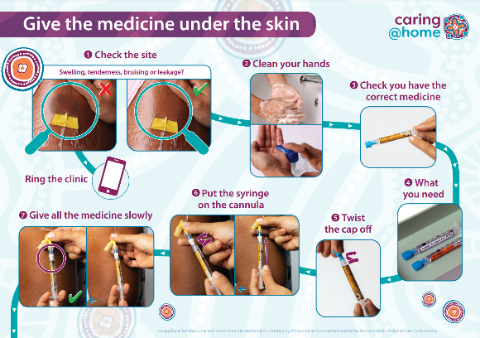 Give the medicine under the skin
caring
@home
1 Check the site
Swelling, tenderness, bruising or leakage?
2 Clean your hands
3 Check you have the
correct medicine
Ring the clinic
4 What
you need
5 Twist
the cap off
6 Put the syringe
on the cannula
7 Give all the medicine slowly